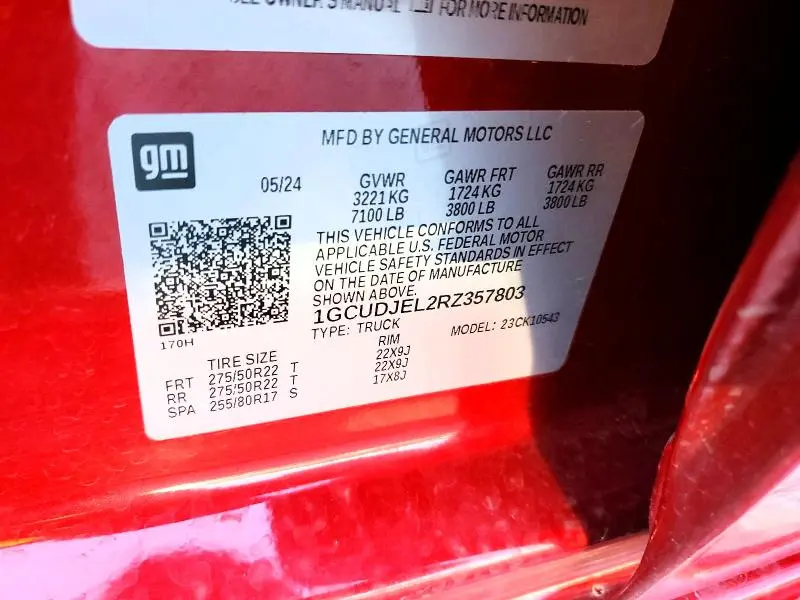 OWNER'S MANUAL FOR MORE INFORMATION
gm
MFD BY GENERAL MOTORS LLC
05/24
GVWR
3221 KG
7100 LB
GAWR FRT
1724 KG
3800 LB
GAWR RR
1724 KG
3800 LB
THIS VEHICLE CONFORMS TO ALL
APPLICABLE U.S. FEDERAL MOTOR
VEHICLE SAFETY STANDARDS IN EFFECT
ON THE DATE OF MANUFACTURE
SHOWN ABOVE.
1GCUDJEL2RZ357803
TYPE: TRUCK MODEL: 23CK10543
170H
TIRE SIZE RIM
FRT 275/50R22 T 22X9J
RR 275/50R22 T 22X9J
SPA 255/80R17 S 17X8J